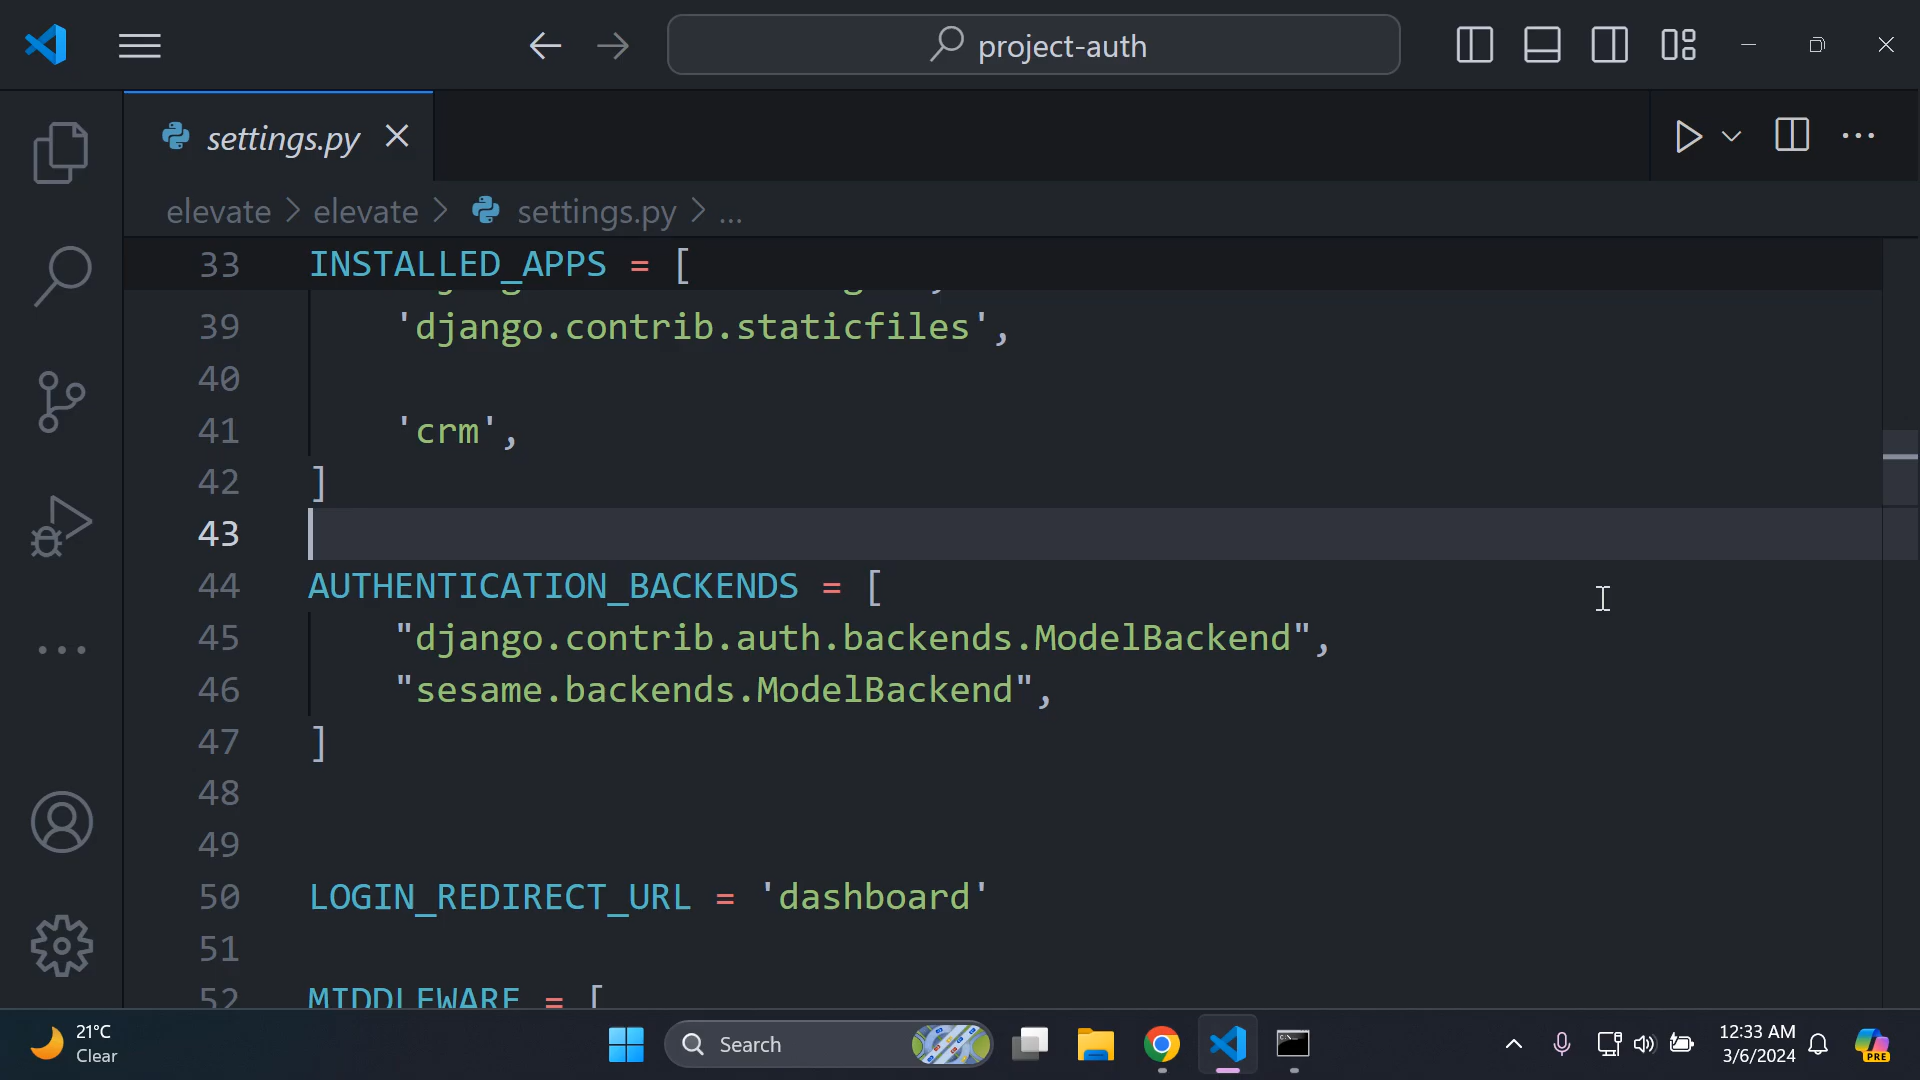 project-auth
settings.py
elevate > elevate > settings.py > ...
33 INSTALLED_APPS = [
39 'django.contrib.staticfiles',
40
41 'crm',
42 ]
43
44 AUTHENTICATION_BACKENDS = [
45 "django.contrib.auth.backends.ModelBackend",
46 "sesame.backends.ModelBackend",
47 ]
48
49
50 LOGIN_REDIRECT_URL = 'dashboard'
51
52 MIDDLEWARE = [
21°C
Clear
Search
12:33 AM
3/6/2024
PRE